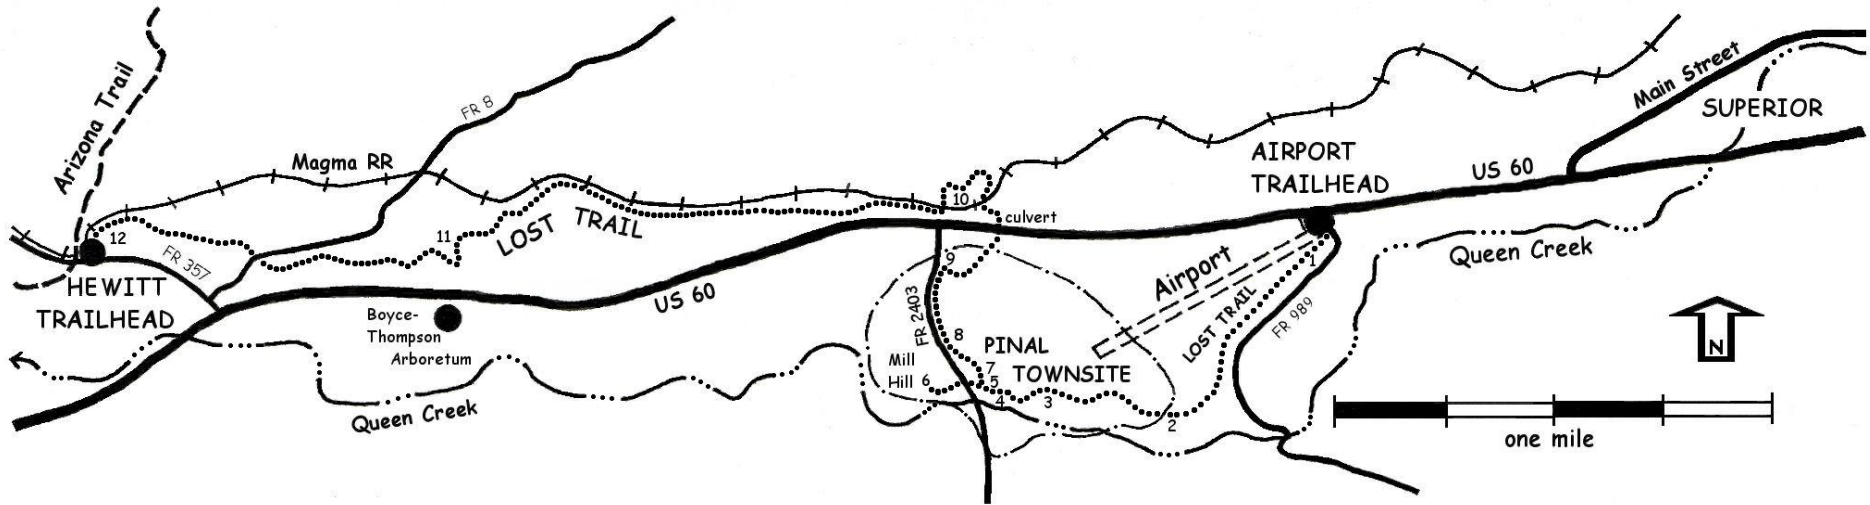 Arizona Trail
FR 8
Magma RR
12
FR 357
HEWITT
TRAILHEAD
11
LOST TRAIL
Boyce-
Thompson
Arboretum
US 60
Queen Creek
10
culvert
9
FR 2403
8
Mill
Hill
6
7
5
4
PINAL
TOWNSITE
3
2
Airport
LOST TRAIL
1
FR 989
AIRPORT
TRAILHEAD
US 60
Main Street
SUPERIOR
Queen Creek
N
one mile